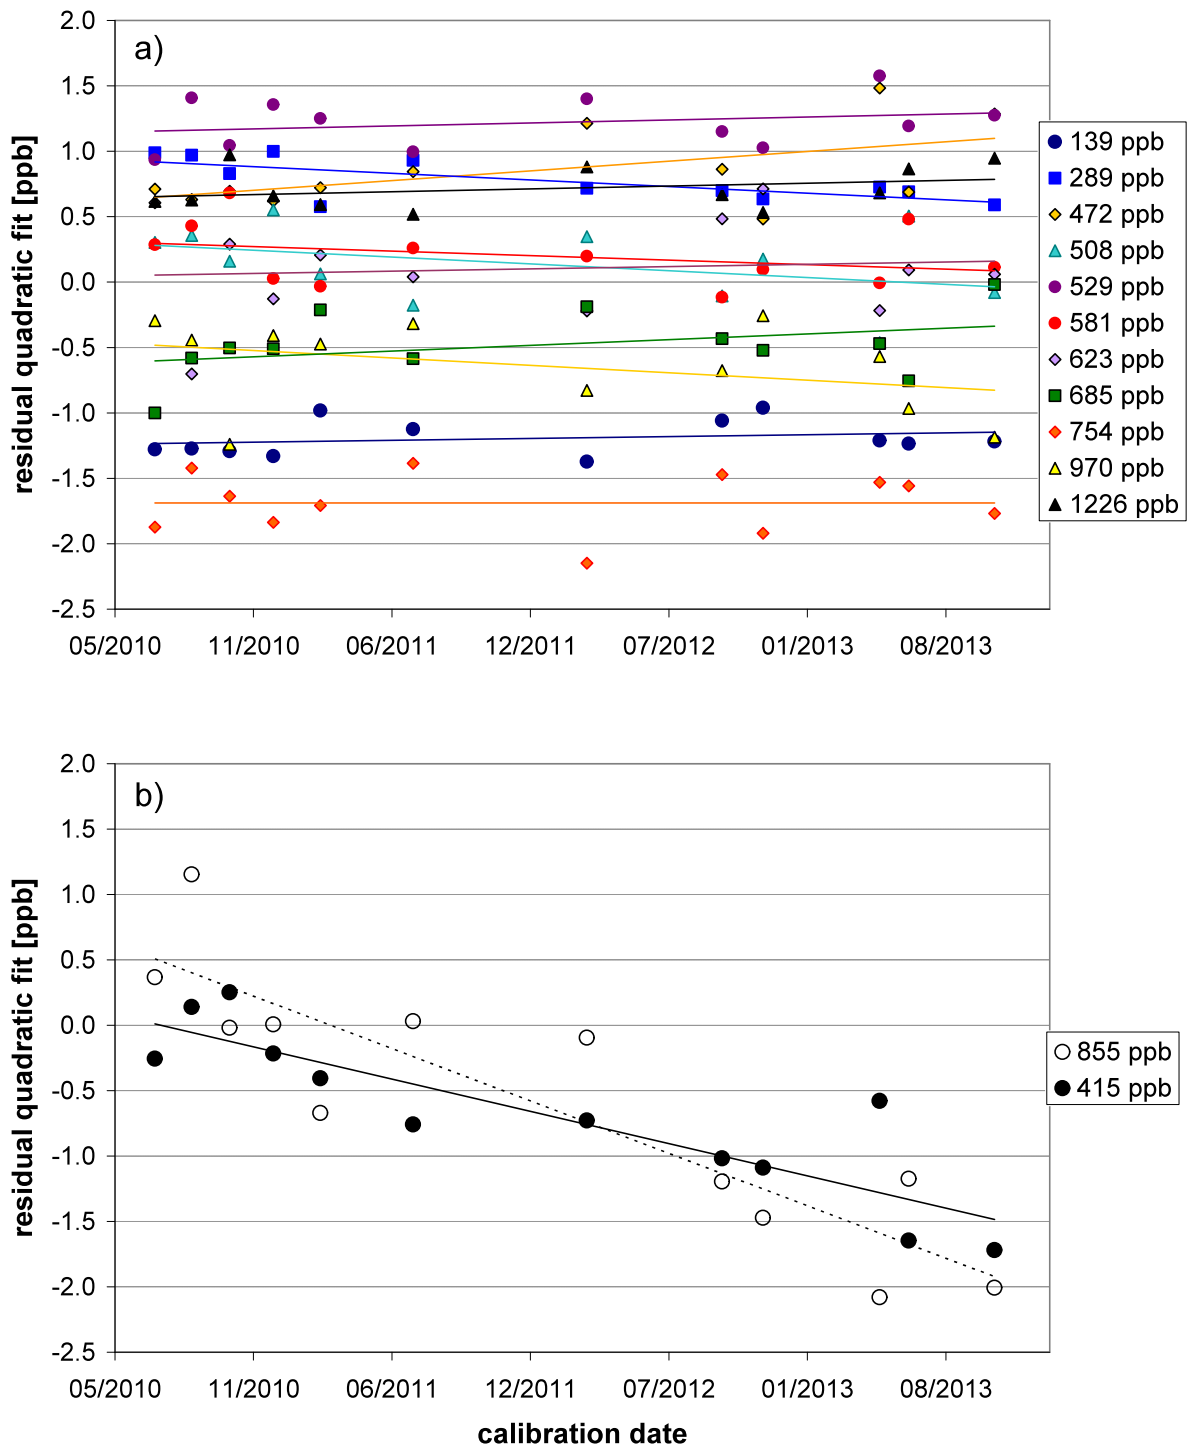 a)
residual quadratic fit [ppb]
2.0
1.5
1.0
0.5
0.0
-0.5
-1.0
-1.5
-2.0
-2.5
05/2010 11/2010 06/2011 12/2011 07/2012 01/2013 08/2013
139 ppb
289 ppb
472 ppb
508 ppb
529 ppb
581 ppb
623 ppb
685 ppb
754 ppb
970 ppb
1226 ppb
b)
residual quadratic fit [ppb]
2.0
1.5
1.0
0.5
0.0
-0.5
-1.0
-1.5
-2.0
-2.5
05/2010 11/2010 06/2011 12/2011 07/2012 01/2013 08/2013
855 ppb
415 ppb
calibration date